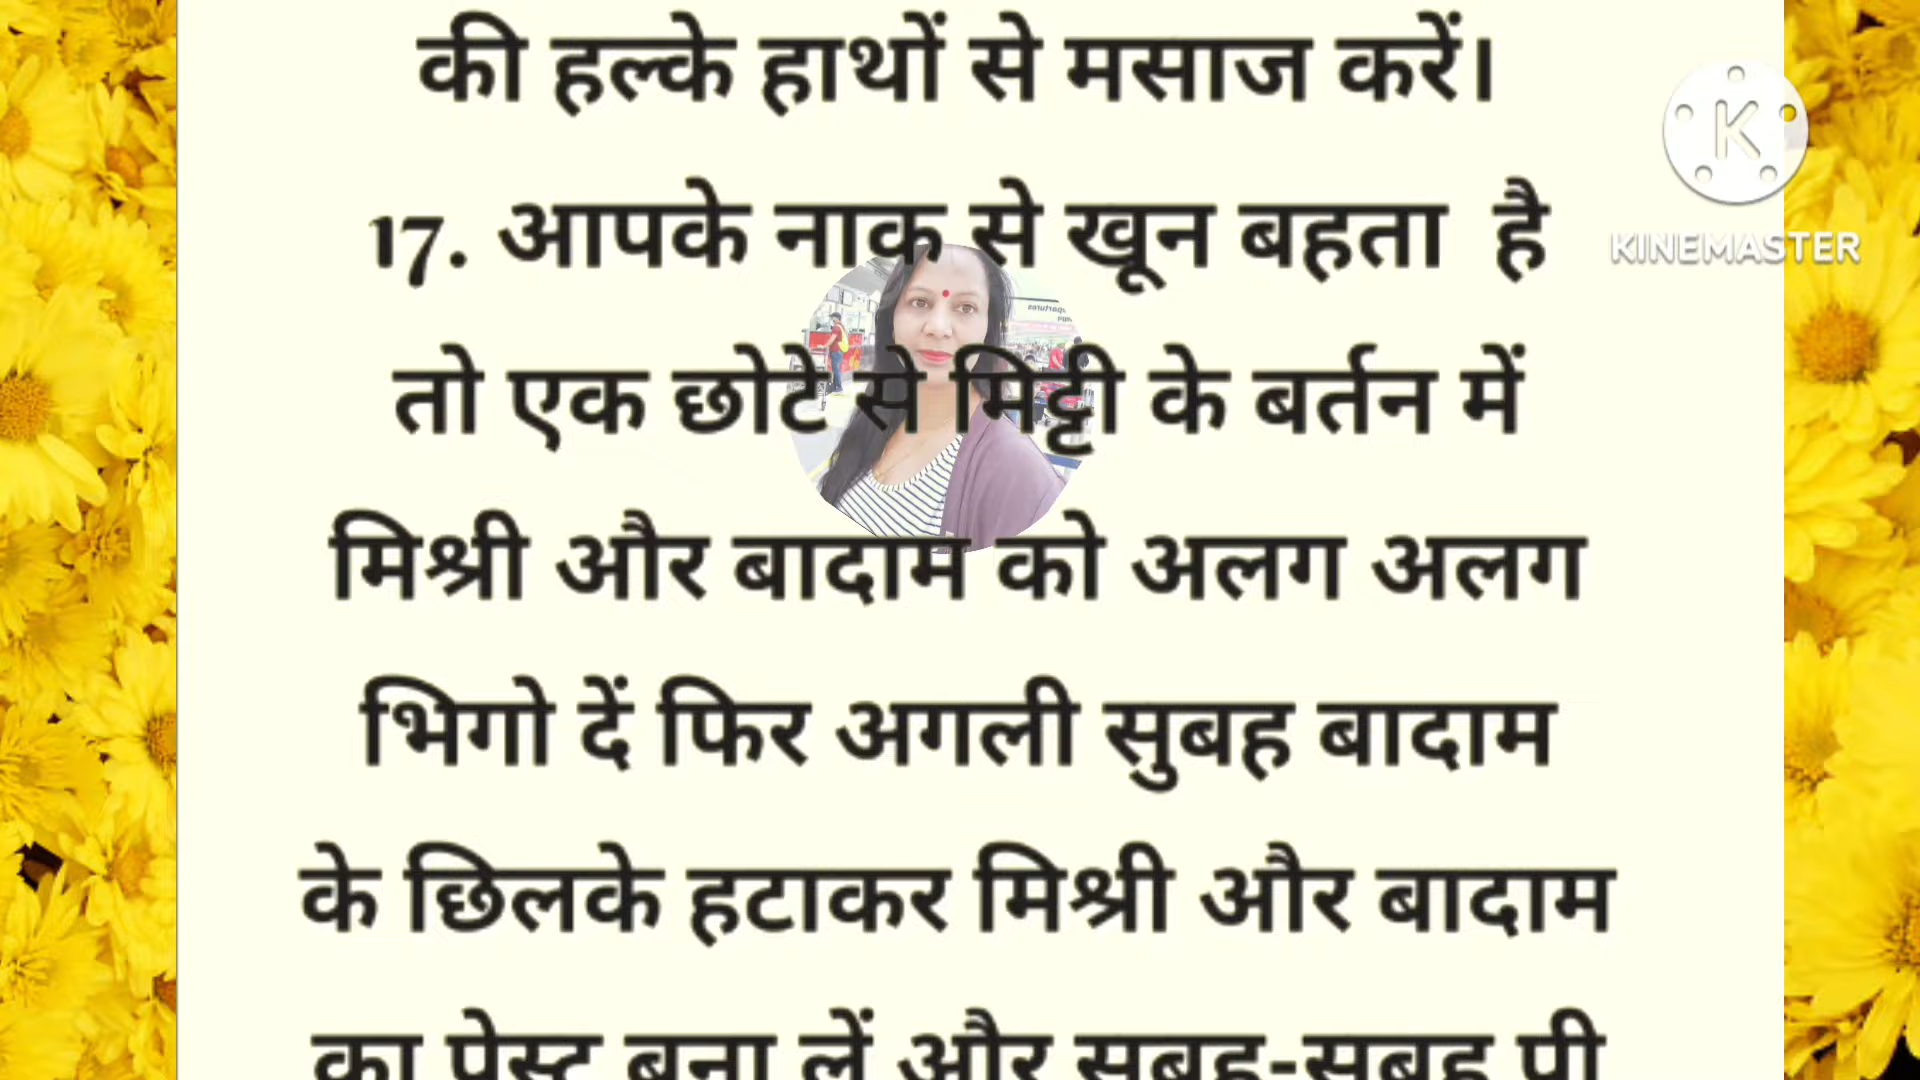 की हल्के हाथों से मसाज करें।
KINEMASTER
17. आपके नाक से खून बहता है
तो एक छोटे से मिट्टी के बर्तन में
मिश्री और बादाम को अलग अलग
भिगो दें फिर अगली सुबह बादाम
के छिलके हटाकर मिश्री और बादाम
का पेस्ट बना लें और सुबह-सुबह पी